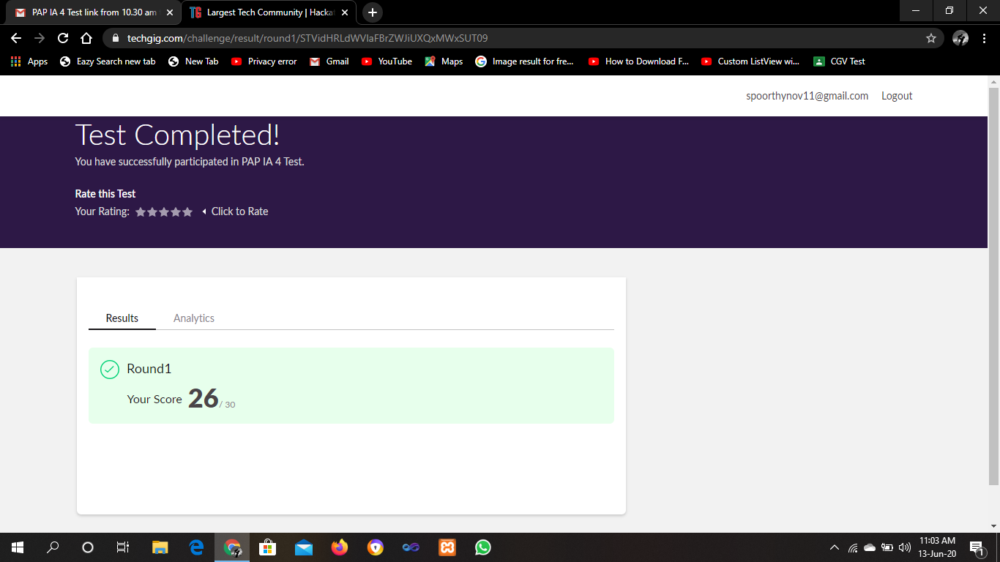 PAP IA 4 Test link from 10.30 am
Largest Tech Community | Hacka
techgig.com/challenge/result/round1/STVidHRLdWVlaFBrZWJiUXQxMWxSUT09
Apps Eazy Search new tab New Tab Privacy error Gmail YouTube Maps Image result for fre... How to Download F... Custom ListView wi... CGV Test
spoorthynov11@gmail.com Logout
Test Completed!
You have successfully participated in PAP IA 4 Test.
Rate this Test
Your Rating: Click to Rate
Results Analytics
Round1
Your Score 26 / 30
11:03 AM
13-Jun-20
1